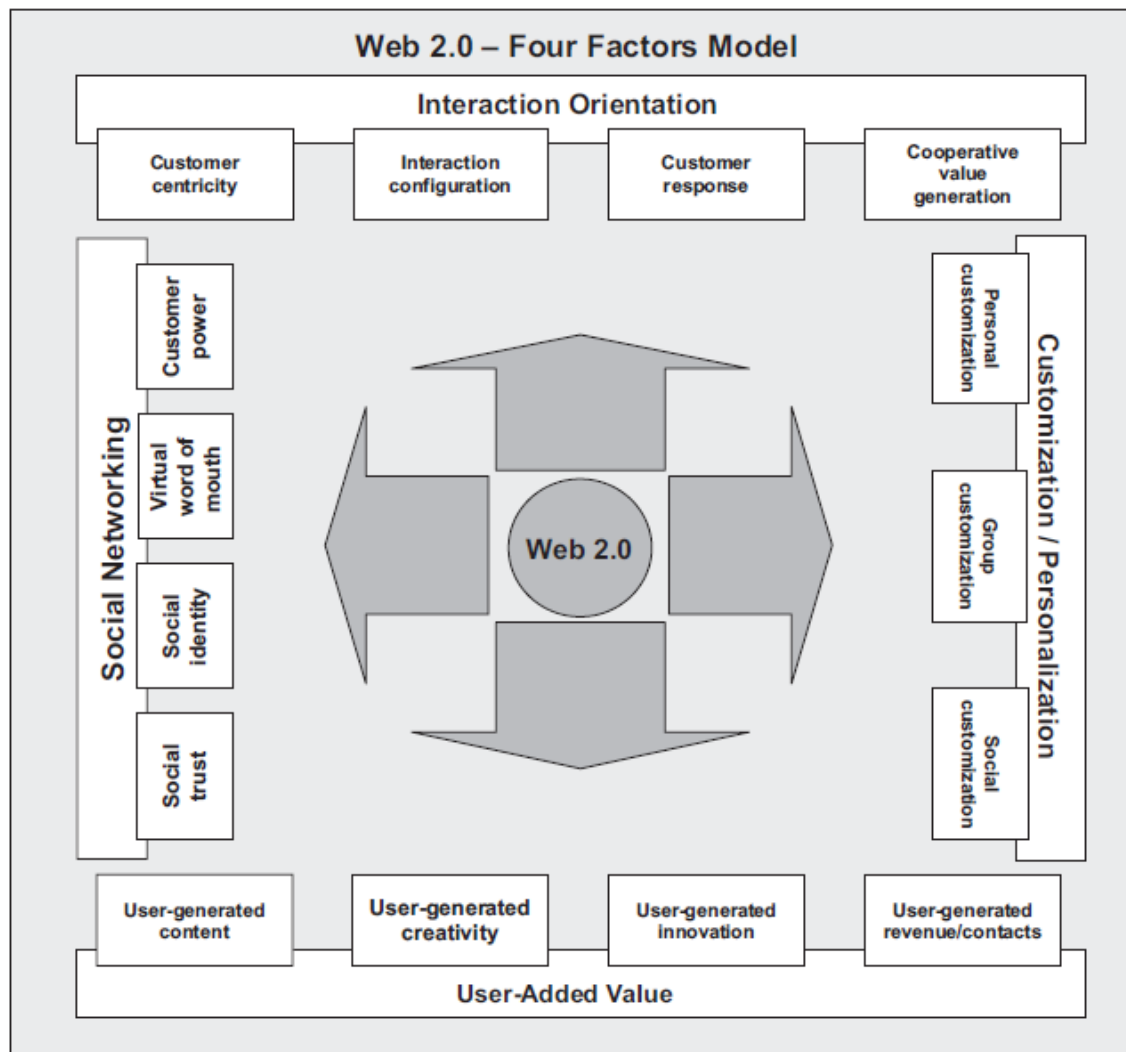 Web 2.0 – Four Factors Model
Interaction Orientation
Customer
centricity
Interaction
configuration
Customer
response
Cooperative
value
generation
Social Networking
Customer
power
Virtual
word of
mouth
Social
identity
Social
trust
Web 2.0
Personal
customization
Group
customization
Social
customization
Customization / Personalization
User-generated
content
User-generated
creativity
User-generated
innovation
User-generated
revenue/contacts
User-Added Value